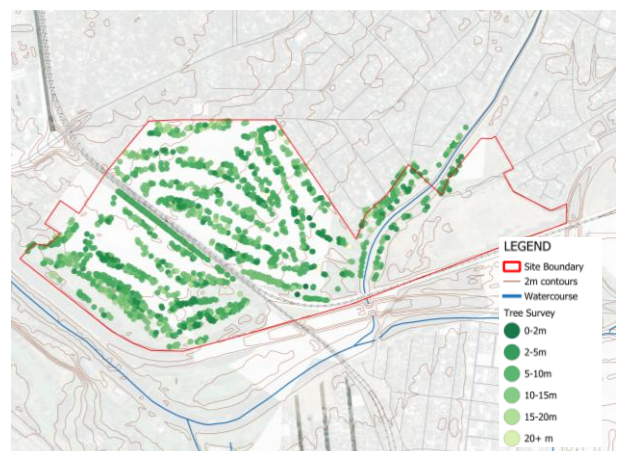 LEGEND
Site Boundary
2m contours
Watercourse
Tree Survey
0-2m
2-5m
5-10m
10-15m
15-20m
20+ m